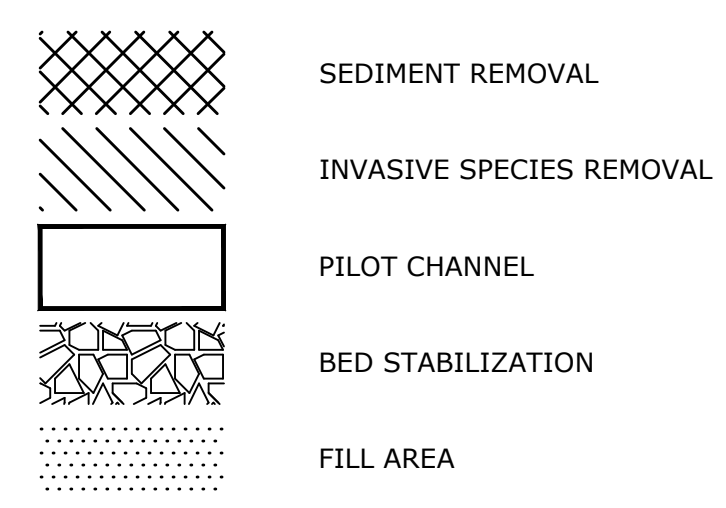 SEDIMENT REMOVAL
INVASIVE SPECIES REMOVAL
PILOT CHANNEL
BED STABILIZATION
FILL AREA